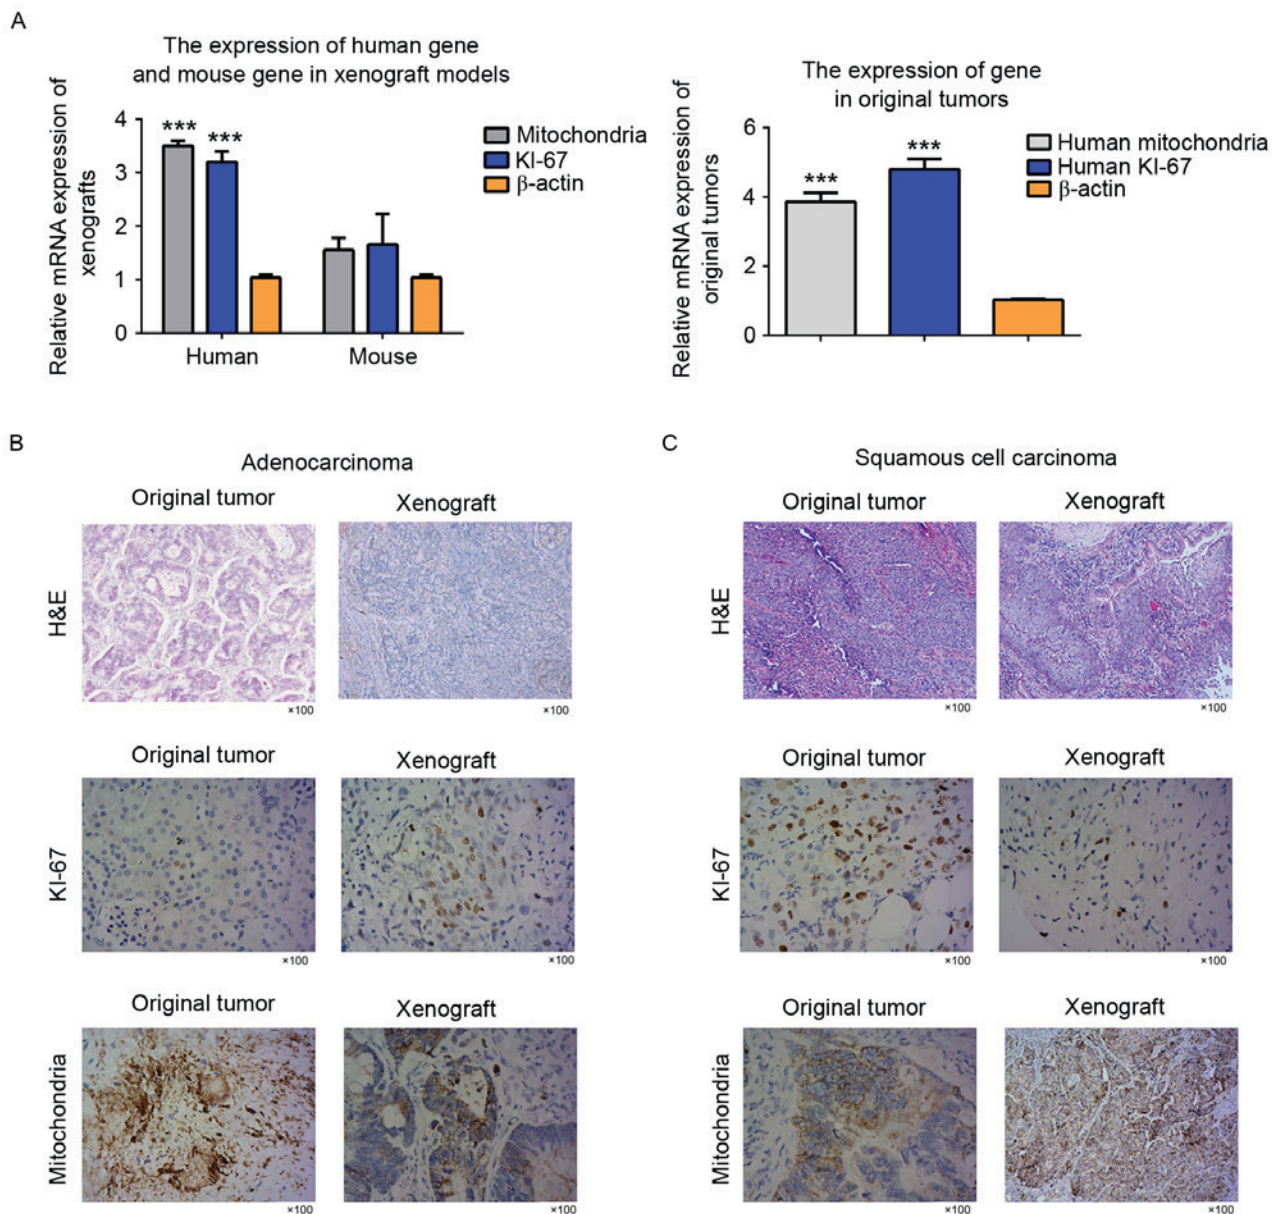 A
The expression of human gene
and mouse gene in xenograft models
Relative mRNA expression of
xenografts
4
3
2
1
0
***
***
Human
Mouse
Mitochondria
KI-67
β-actin
The expression of gene
in original tumors
Relative mRNA expression of
original tumors
6
4
2
0
***
***
Human mitochondria
Human KI-67
β-actin
B
Adenocarcinoma
Original tumor
Xenograft
H&E
×100
×100
Original tumor
Xenograft
KI-67
×100
×100
Original tumor
Xenograft
Mitochondria
×100
×100
C
Squamous cell carcinoma
Original tumor
Xenograft
H&E
×100
×100
Original tumor
Xenograft
KI-67
×100
×100
Original tumor
Xenograft
Mitochondria
×100
×100